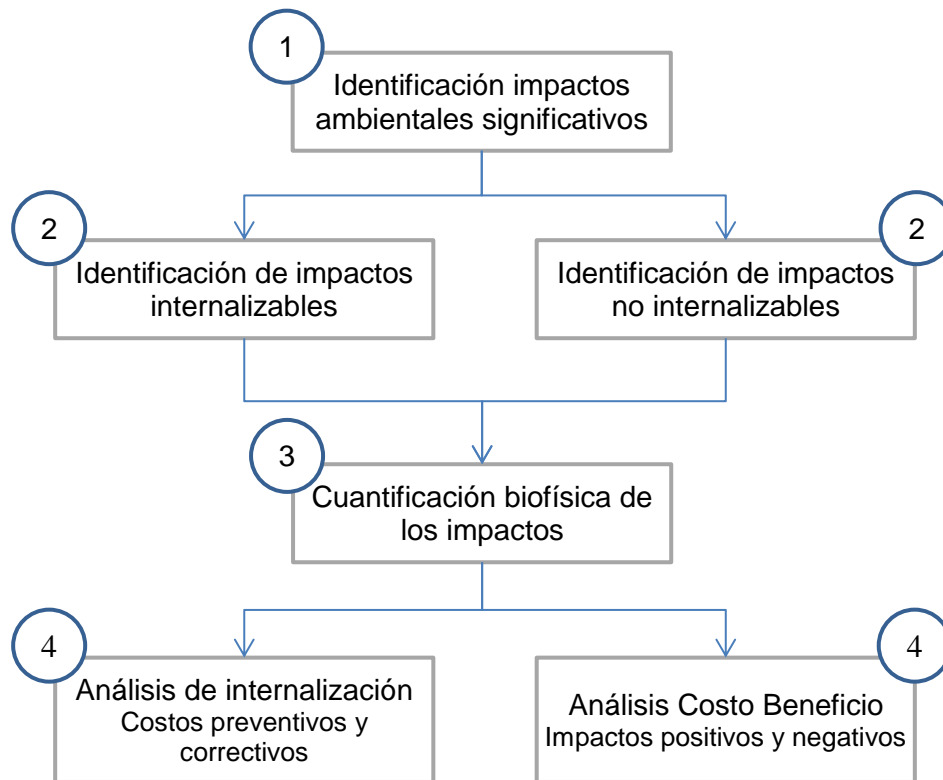 1
Identificación impactos
ambientales significativos
2
Identificación de impactos
internalizables
2
Identificación de impactos
no internalizables
3
Cuantificación biofísica de
los impactos
4
Análisis de internalización
Costos preventivos y
correctivos
4
Análisis Costo Beneficio
Impactos positivos y negativos